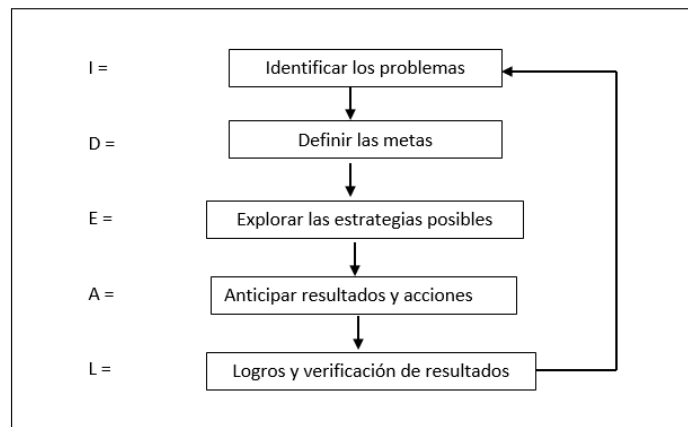 I = Identificar los problemas
D = Definir las metas
E = Explorar las estrategias posibles
A = Anticipar resultados y acciones
L = Logros y verificación de resultados